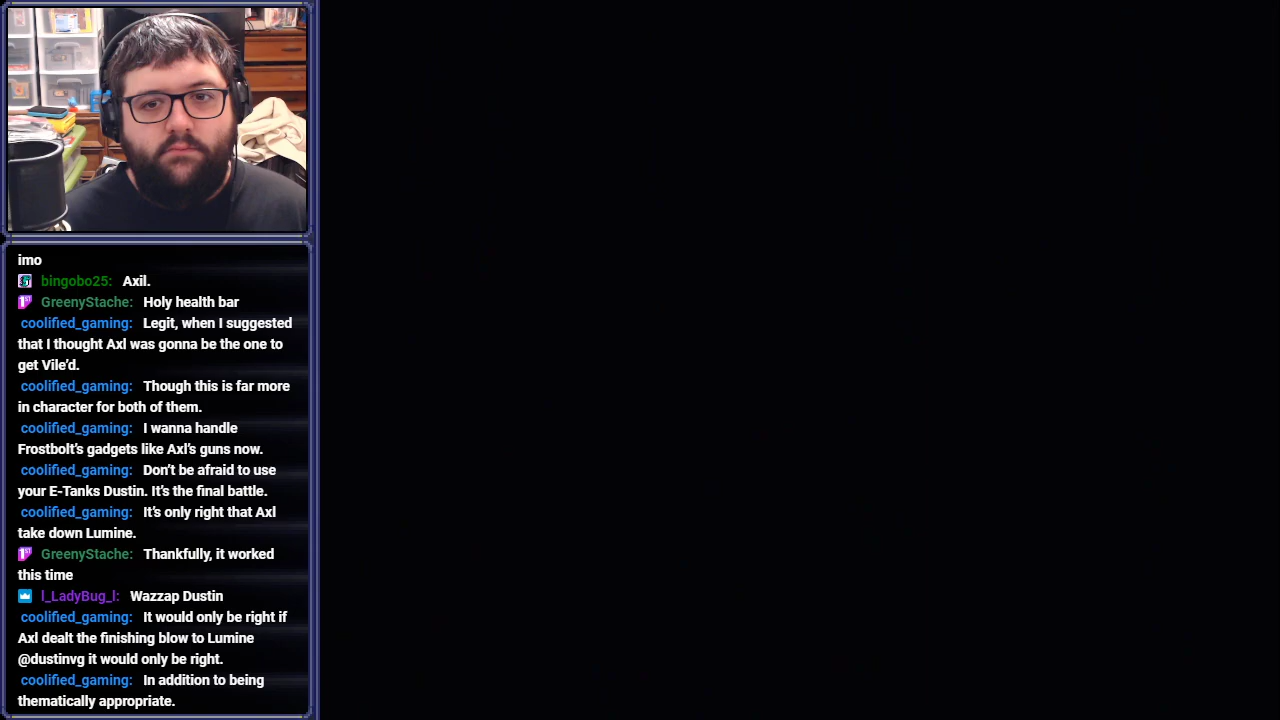 imo
bingobo25: Axil.
GreenyStache: Holy health bar
coolified_gaming: Legit, when I suggested
that I thought Axl was gonna be the one to
get Vile'd.
coolified_gaming: Though this is far more
in character for both of them.
coolified_gaming: I wanna handle
Frostbolt's gadgets like Axl's guns now.
coolified_gaming: Don't be afraid to use
your E-Tanks Dustin. It's the final battle.
coolified_gaming: It's only right that Axl
take down Lumine.
GreenyStache: Thankfully, it worked
this time
l_LadyBug_l: Wazzap Dustin
coolified_gaming: It would only be right if
Axl dealt the finishing blow to Lumine
@dustinvg it would only be right.
coolified_gaming: In addition to being
thematically appropriate.